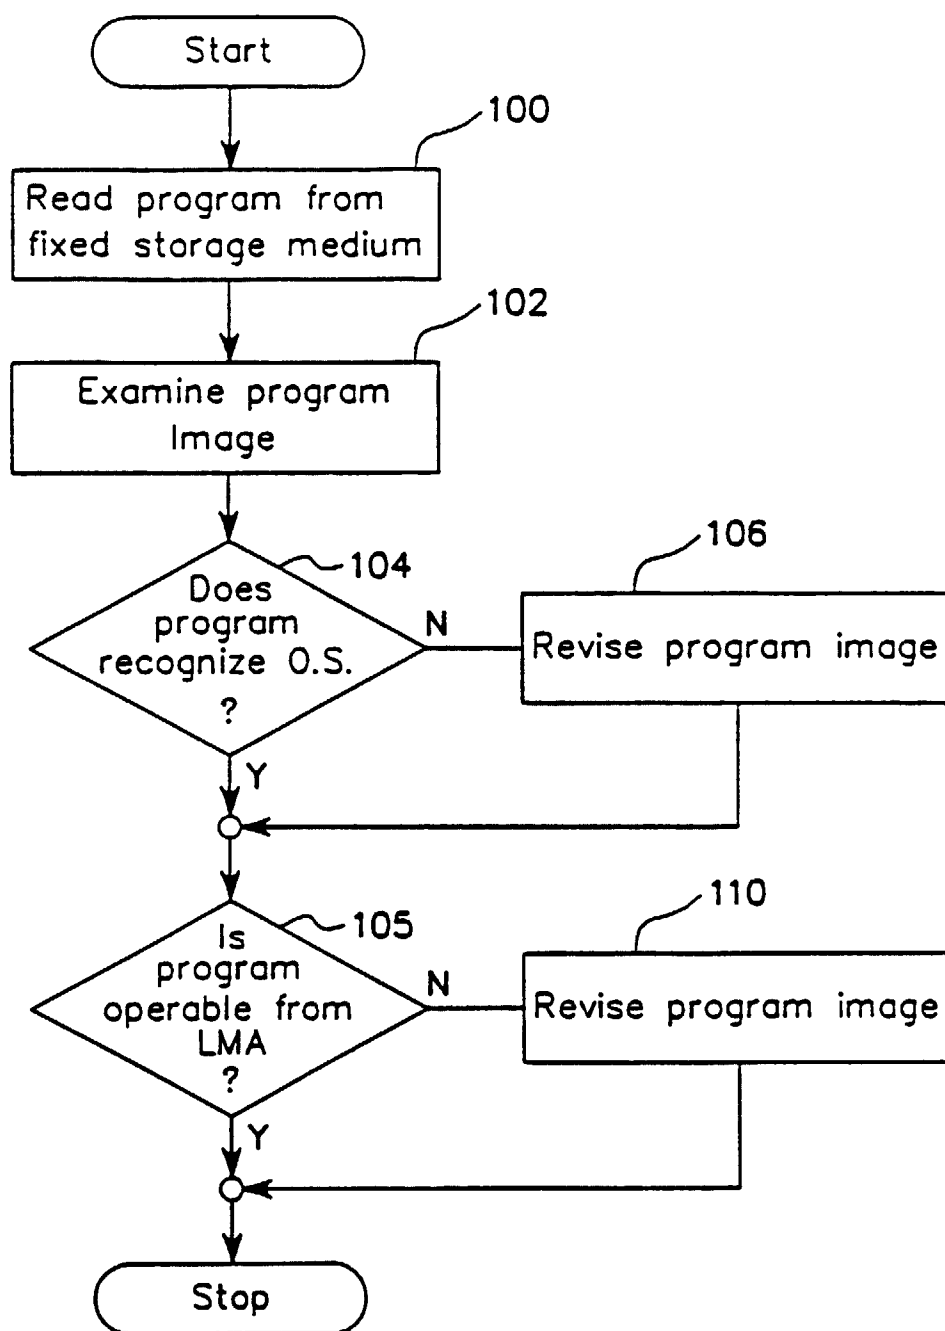 Start
100
Read program from
fixed storage medium
102
Examine program
Image
104
Does
program
recognize O.S.
?
N
106
Revise program image
Y
105
Is
program
operable from
LMA
?
N
110
Revise program image
Y
Stop